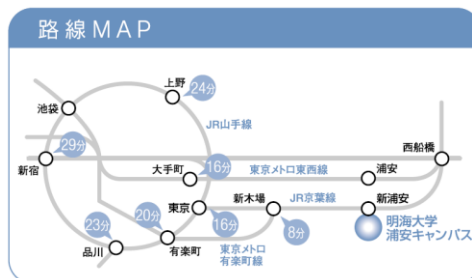 路線MAP
上野
24分
池袋
JR山手線
29分
新宿
大手町
16分
東京メトロ東西線
浦安
西船橋
東京
16分
新木場
JR京葉線
新浦安
8分
明海大学
浦安キャンパス
23分
品川
20分
有楽町
東京メトロ
有楽町線